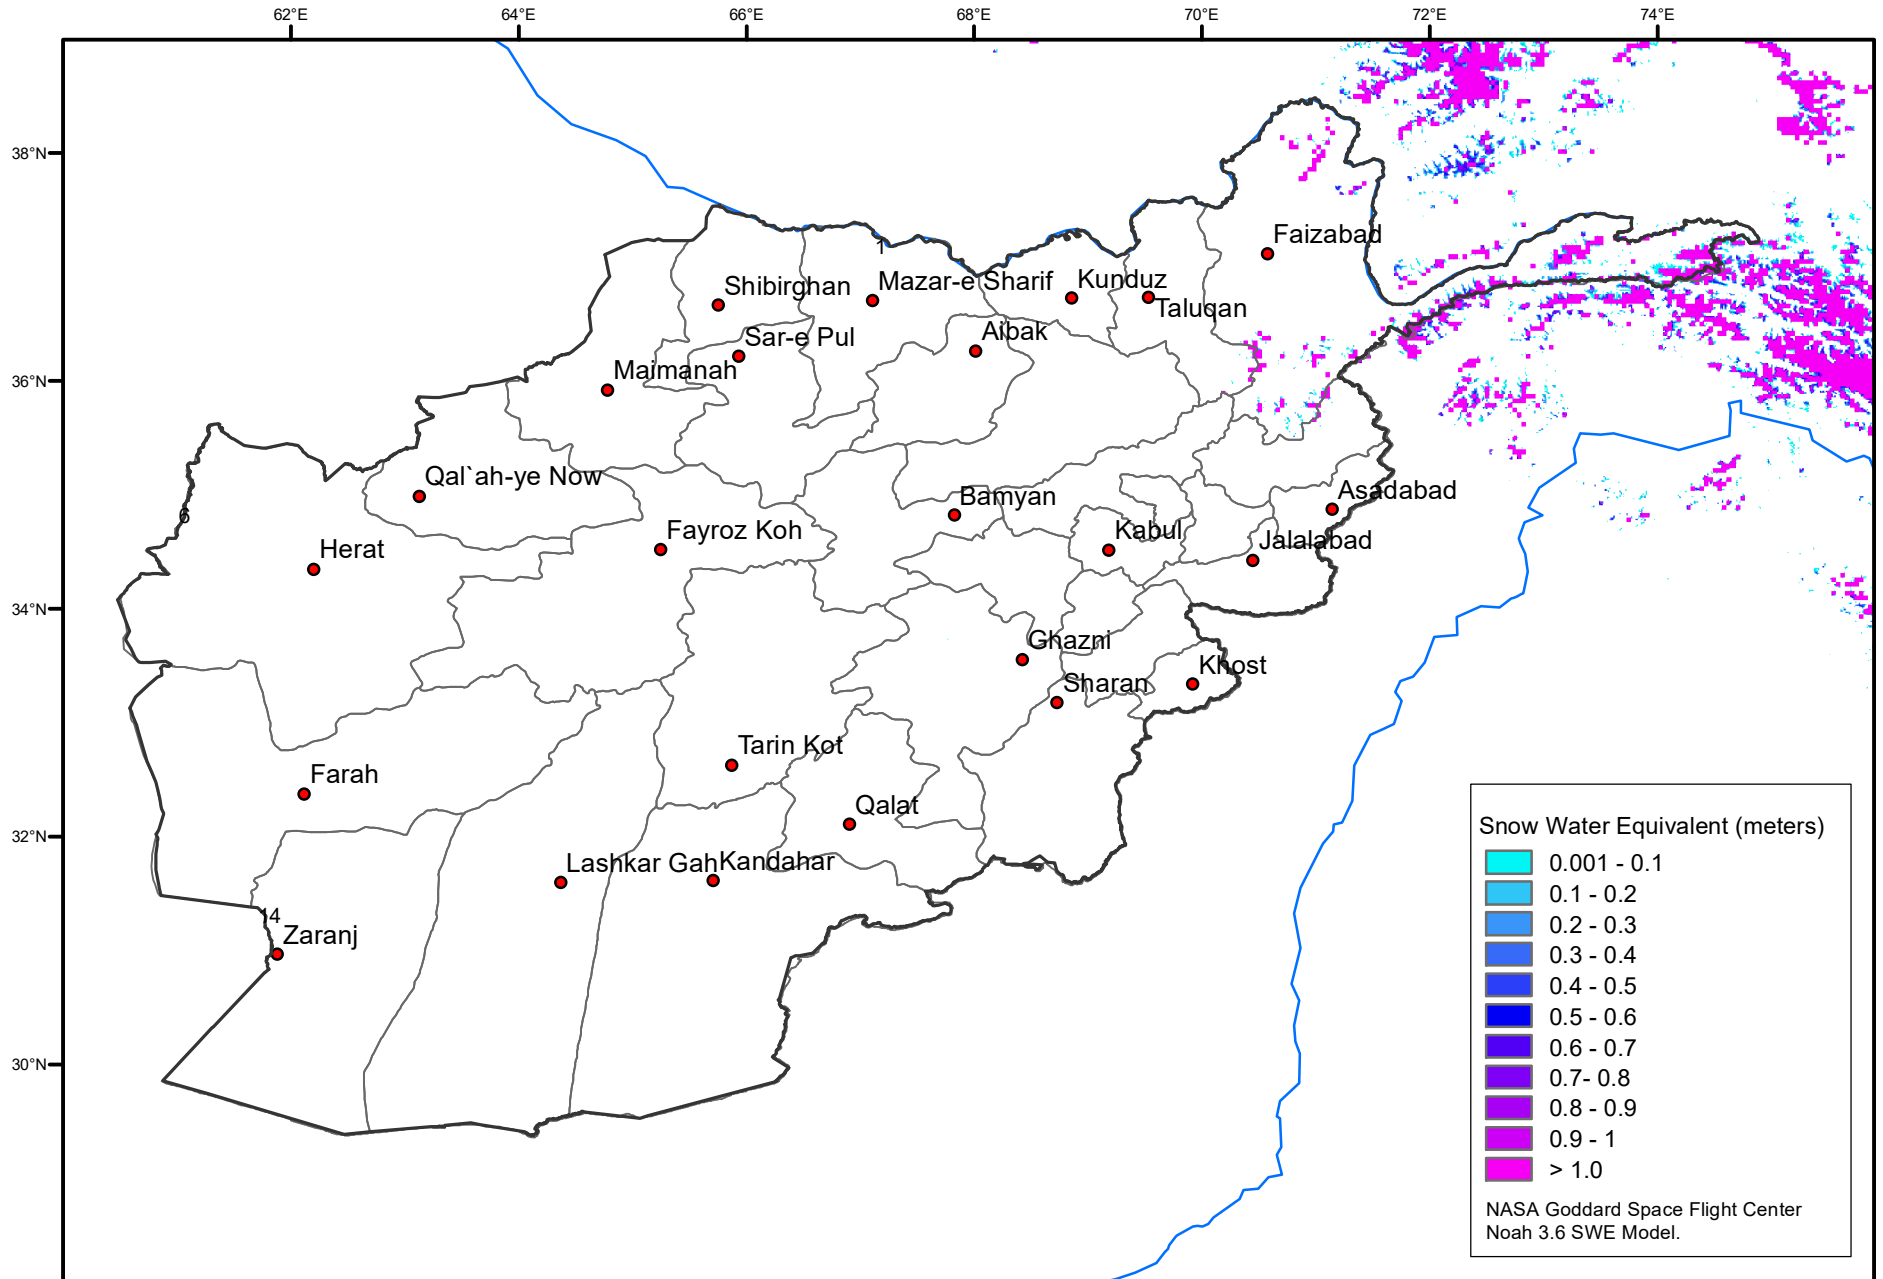 62°E 64°E 66°E 68°E 70°E 72°E 74°E
38°N
Faizabad
1
Shibirghan Mazar-e Sharif Kunduz
Taluqan
Sar-e Pul Aibak
36°N
Maimanah
Qal`ah-ye Now Bamyan Asadabad
6
Fayroz Koh Kabul Jalalabad
Herat
34°N
Ghazni
Khost
Sharan
Tarin Kot
Farah
Qalat
32°N
Lashkar Gah Kandahar
14
Zaranj
30°N
Snow Water Equivalent (meters)
0.001 - 0.1
0.1 - 0.2
0.2 - 0.3
0.3 - 0.4
0.4 - 0.5
0.5 - 0.6
0.6 - 0.7
0.7- 0.8
0.8 - 0.9
0.9 - 1
> 1.0
NASA Goddard Space Flight Center
Noah 3.6 SWE Model.